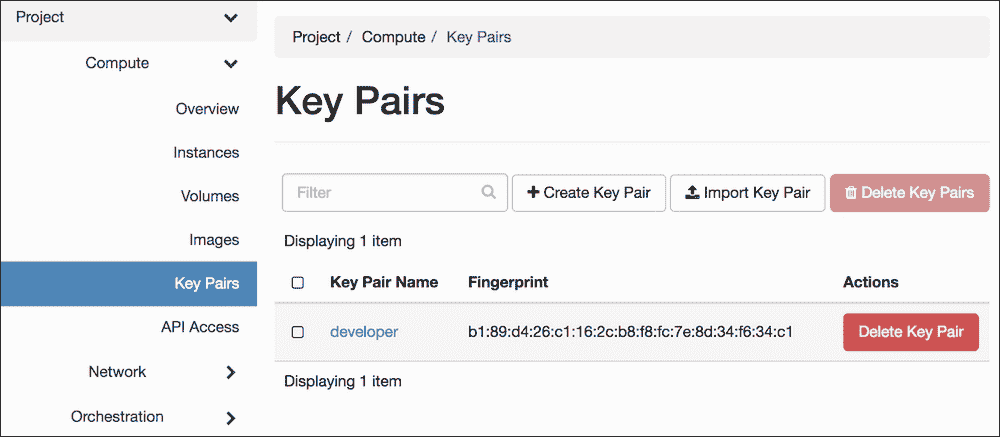 Project
Compute
Overview
Instances
Volumes
Images
Key Pairs
API Access
Network
Orchestration
Project / Compute / Key Pairs
Key Pairs
Filter Create Key Pair Import Key Pair Delete Key Pairs
Displaying 1 item
Key Pair Name Fingerprint Actions
developer b1:89:d4:26:c1:16:2c:b8:f8:fc:7e:8d:34:f6:34:c1 Delete Key Pair
Displaying 1 item